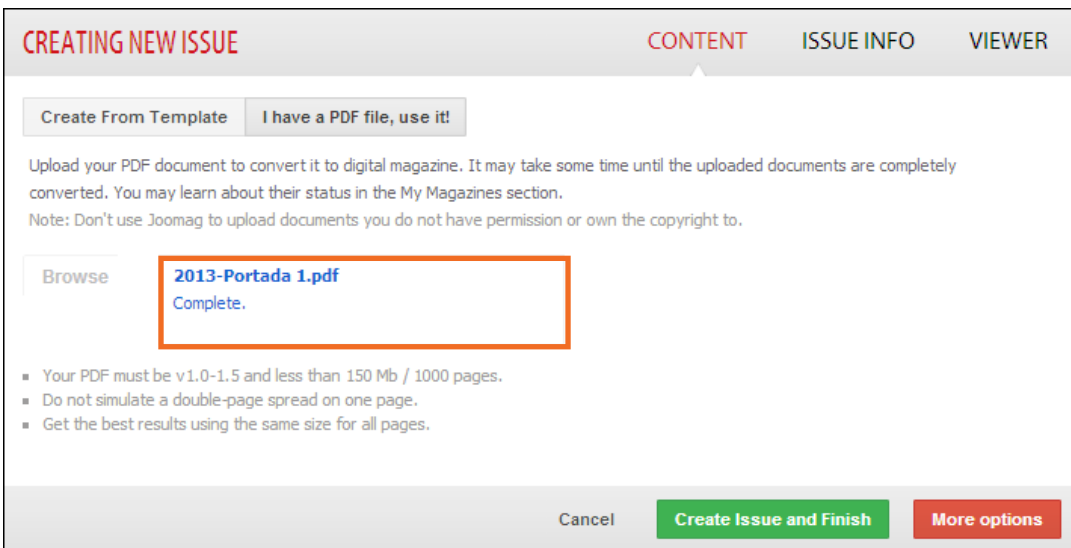 CREATING NEW ISSUE
CONTENT
ISSUE INFO
VIEWER
Create From Template
I have a PDF file, use it!
Upload your PDF document to convert it to digital magazine. It may take some time until the uploaded documents are completely
converted. You may learn about their status in the My Magazines section.
Note: Don't use Joomag to upload documents you do not have permission or own the copyright to.
Browse
2013-Portada 1.pdf
Complete.
▪ Your PDF must be v1.0-1.5 and less than 150 Mb / 1000 pages.
▪ Do not simulate a double-page spread on one page.
▪ Get the best results using the same size for all pages.
Cancel
Create Issue and Finish
More options